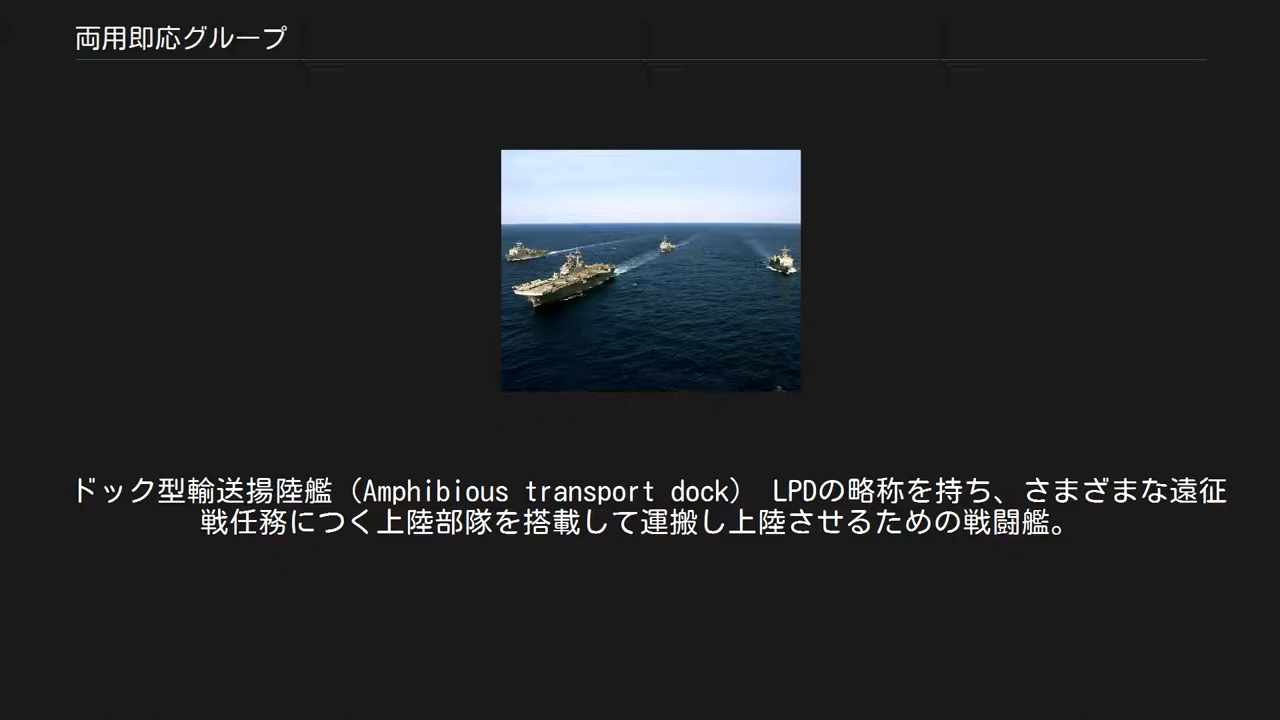 両用即応グループ
ドック型輸送揚陸艦（Amphibious transport dock） LPDの略称を持ち、さまざまな遠征
戦任務につく上陸部隊を搭載して運搬し上陸させるための戦闘艦。